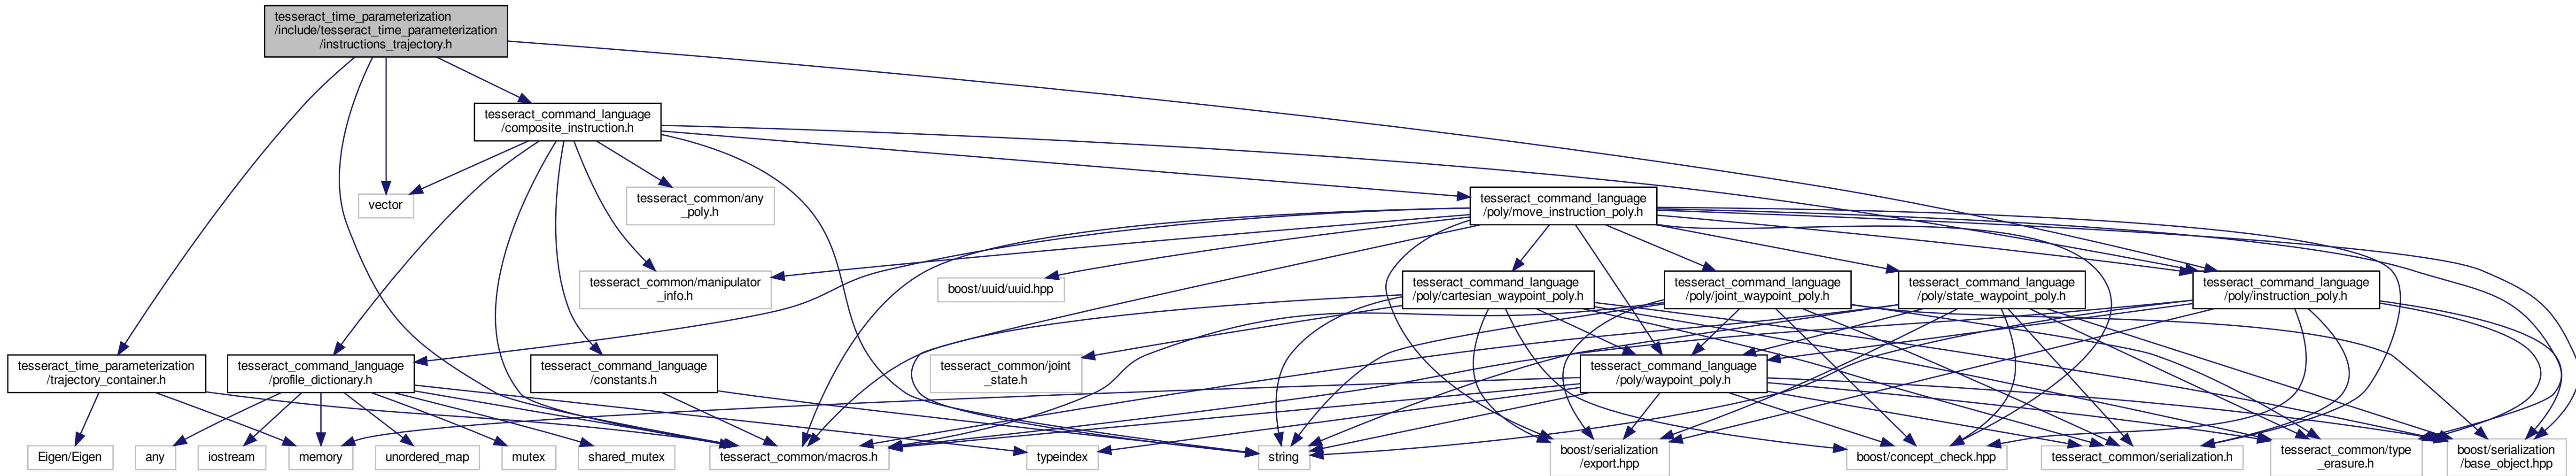 tesseract_time_parameterization
/include/tesseract_time_parameterization
/instructions_trajectory.h
tesseract_command_language
/composite_instruction.h
vector
tesseract_common/any
_poly.h
tesseract_command_language
/poly/move_instruction_poly.h
tesseract_common/manipulator
_info.h
boost/uuid/uuid.hpp
tesseract_command_language
/poly/cartesian_waypoint_poly.h
tesseract_command_language
/poly/joint_waypoint_poly.h
tesseract_command_language
/poly/state_waypoint_poly.h
tesseract_command_language
/poly/instruction_poly.h
tesseract_time_parameterization
/trajectory_container.h
tesseract_command_language
/profile_dictionary.h
tesseract_command_language
/constants.h
tesseract_common/joint
_state.h
tesseract_command_language
/poly/waypoint_poly.h
Eigen/Eigen
any
iostream
memory
unordered_map
mutex
shared_mutex
tesseract_common/macros.h
typeindex
string
boost/serialization
/export.hpp
boost/concept_check.hpp
tesseract_common/serialization.h
tesseract_common/type
_erasure.h
boost/serialization
/base_object.hpp